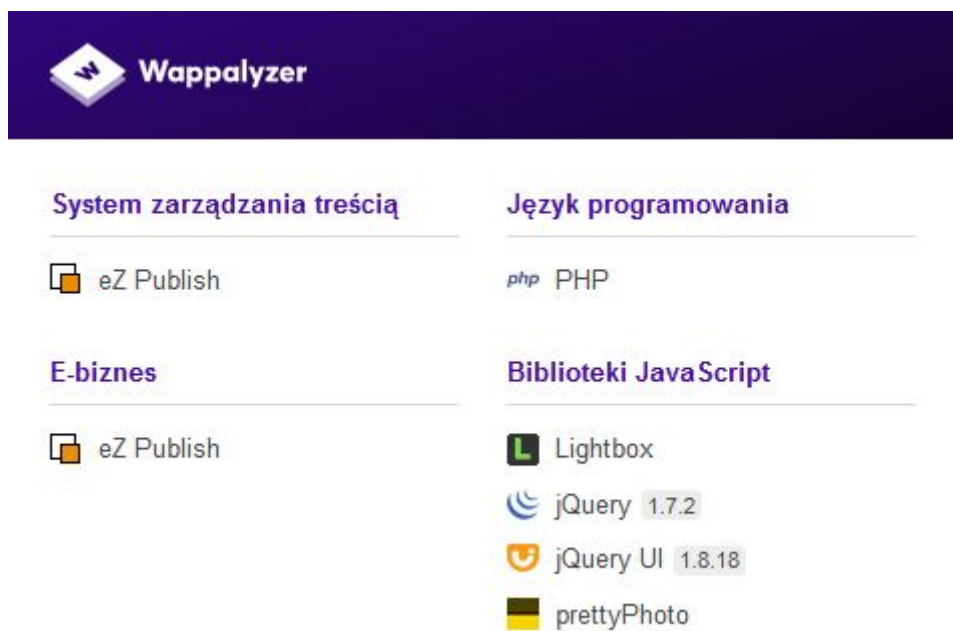 W Wappalyzer
System zarządzania treścią
eZ Publish
Język programowania
php PHP
E-biznes
eZ Publish
Biblioteki JavaScript
L Lightbox
jQuery 1.7.2
jQuery UI 1.8.18
prettyPhoto